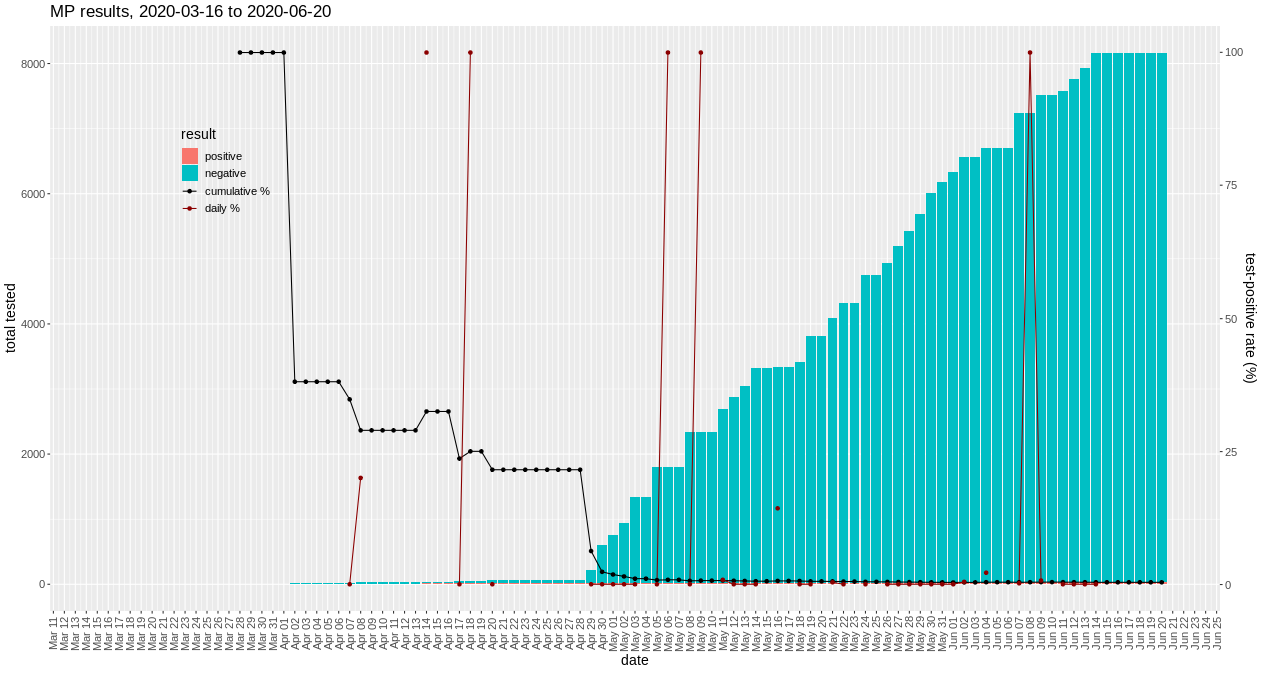 MP results, 2020-03-16 to 2020-06-20
total tested
8000
6000
4000
2000
0
result
positive
negative
cumulative %
daily %
100
75
50
25
0
test-positive rate (%)
Mar 11
Mar 12
Mar 13
Mar 14
Mar 15
Mar 16
Mar 17
Mar 18
Mar 19
Mar 20
Mar 21
Mar 22
Mar 23
Mar 24
Mar 25
Mar 26
Mar 27
Mar 28
Mar 29
Mar 30
Mar 31
Apr 01
Apr 02
Apr 03
Apr 04
Apr 05
Apr 06
Apr 07
Apr 08
Apr 09
Apr 10
Apr 11
Apr 12
Apr 13
Apr 14
Apr 15
Apr 16
Apr 17
Apr 18
Apr 19
Apr 20
Apr 21
Apr 22
Apr 23
Apr 24
Apr 25
Apr 26
Apr 27
Apr 28
Apr 29
Apr 30
May 01
May 02
May 03
May 04
May 05
May 06
May 07
May 08
May 09
May 10
May 11
May 12
May 13
May 14
May 15
May 16
May 17
May 18
May 19
May 20
May 21
May 22
May 23
May 24
May 25
May 26
May 27
May 28
May 29
May 30
May 31
Jun 01
Jun 02
Jun 03
Jun 04
Jun 05
Jun 06
Jun 07
Jun 08
Jun 09
Jun 10
Jun 11
Jun 12
Jun 13
Jun 14
Jun 15
Jun 16
Jun 17
Jun 18
Jun 19
Jun 20
Jun 21
Jun 22
Jun 23
Jun 24
Jun 25
date